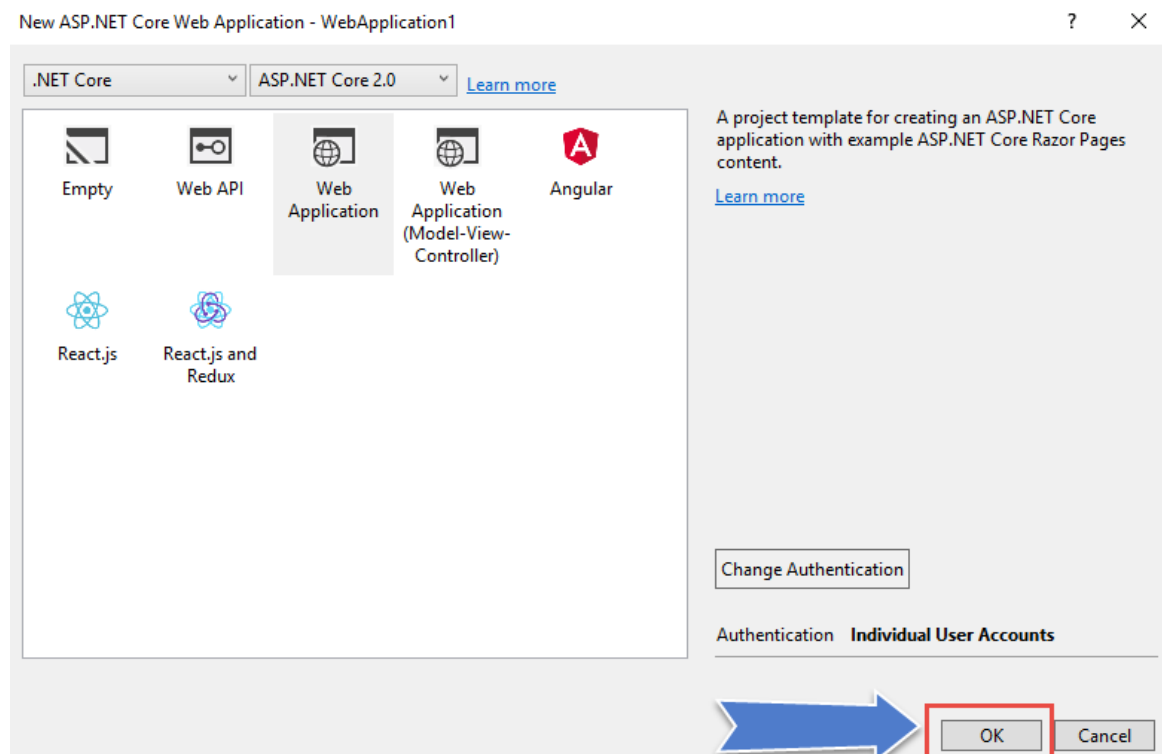 New ASP.NET Core Web Application - WebApplication1
?
.NET Core
ASP.NET Core 2.0
Learn more
Empty
Web API
Web
Application
Web
Application
(Model-View-
Controller)
Angular
React.js
React.js and
Redux
A project template for creating an ASP.NET Core
application with example ASP.NET Core Razor Pages
content.
Learn more
Change Authentication
Authentication Individual User Accounts
OK
Cancel